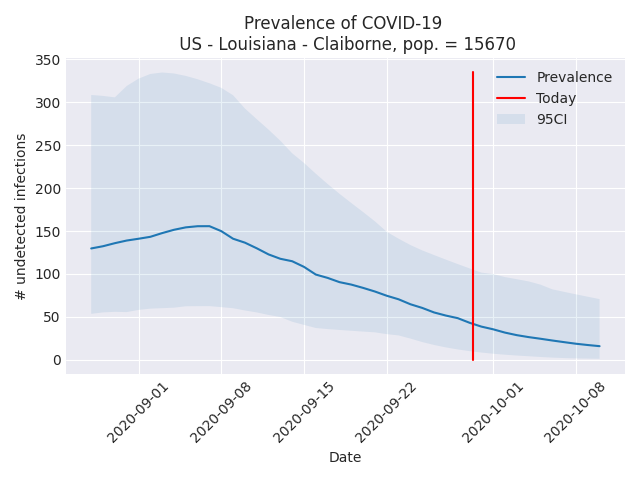 Prevalence of COVID-19
US - Louisiana - Claiborne, pop. = 15670
350
300
250
200
150
100
50
0
# undetected infections
Prevalence
Today
95CI
2020-09-01
2020-09-08
2020-09-15
2020-09-22
2020-10-01
2020-10-08
Date